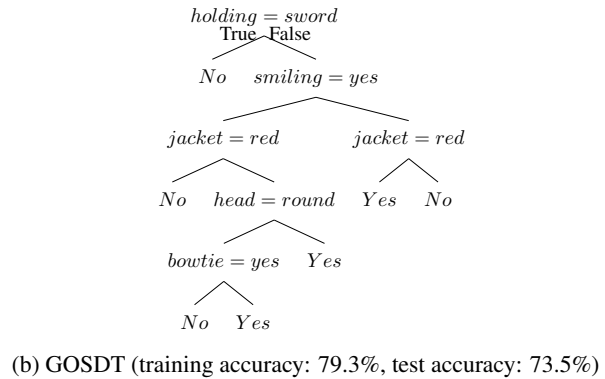 holding = sword
True False
No smiling = yes
jacket = red jacket = red
No head = round Yes No
bowtie = yes Yes
No Yes
(b) GOSDT (training accuracy: 79.3%, test accuracy: 73.5%)